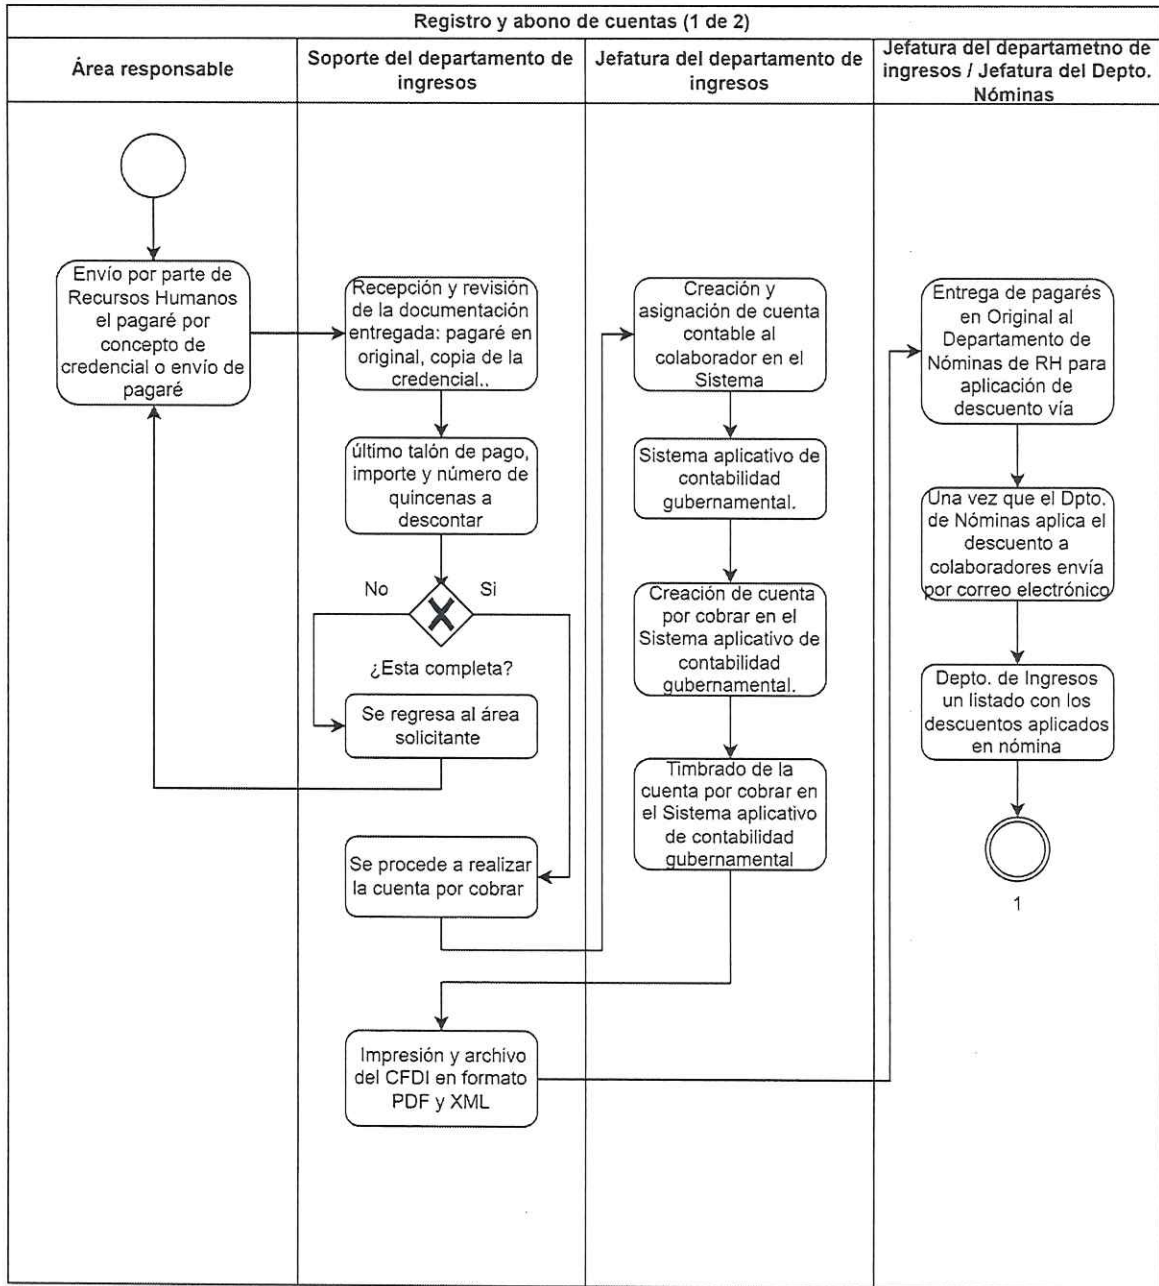 Registro y abono de cuentas (1 de 2)
Área responsable
Soporte del departamento de
ingresos
Jefatura del departamento de
ingresos
Jefatura del departametno de
ingresos / Jefatura del Depto.
Nóminas
Envío por parte de
Recursos Humanos
el pagaré por
concepto de
credencial o envío de
pagaré
Recepción y revisión
de la documentación
entregada: pagaré en
original, copia de la
credencial..
último talón de pago,
importe y número de
quincenas a
descontar
No
Si
¿Esta completa?
Se regresa al área
solicitante
Se procede a realizar
la cuenta por cobrar
Impresión y archivo
del CFDI en formato
PDF y XML
Creación y
asignación de cuenta
contable al
colaborador en el
Sistema
Sistema aplicativo de
contabilidad
gubernamental.
Creación de cuenta
por cobrar en el
Sistema aplicativo de
contabilidad
gubernamental.
Timbrado de la
cuenta por cobrar en
el Sistema aplicativo
de contabilidad
gubernamental
Entrega de pagarés
en Original al
Departamento de
Nóminas de RH para
aplicación de
descuento vía
Una vez que el Dpto.
de Nóminas aplica el
descuento a
colaboradores envía
por correo electrónico
Depto. de Ingresos
un listado con los
descuentos aplicados
en nómina
1